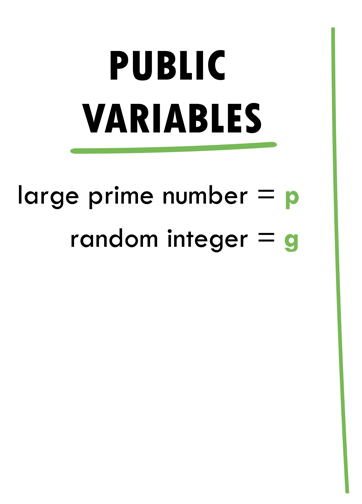 PUBLIC
VARIABLES
large prime number = p
random integer = g